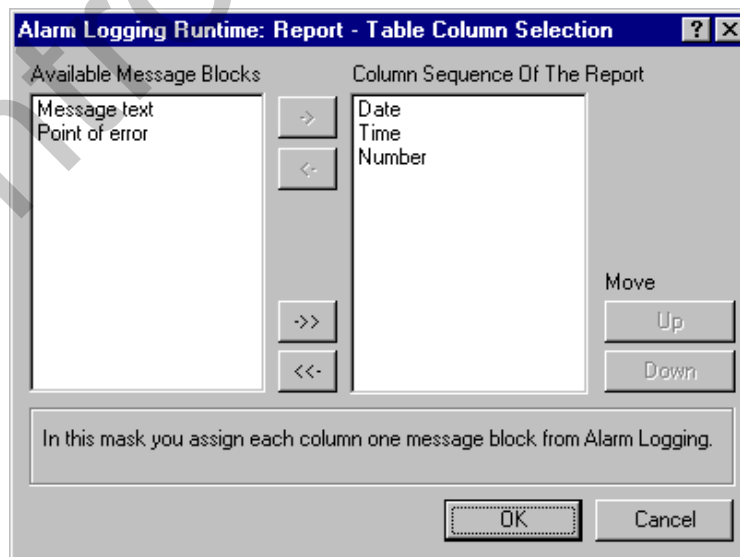 Alarm Logging Runtime: Report - Table Column Selection ? X
Available Message Blocks
Message text
Point of error
->
<-
->>
<<-
Column Sequence Of The Report
Date
Time
Number
Move
Up
Down
In this mask you assign each column one message block from Alarm Logging.
OK
Cancel